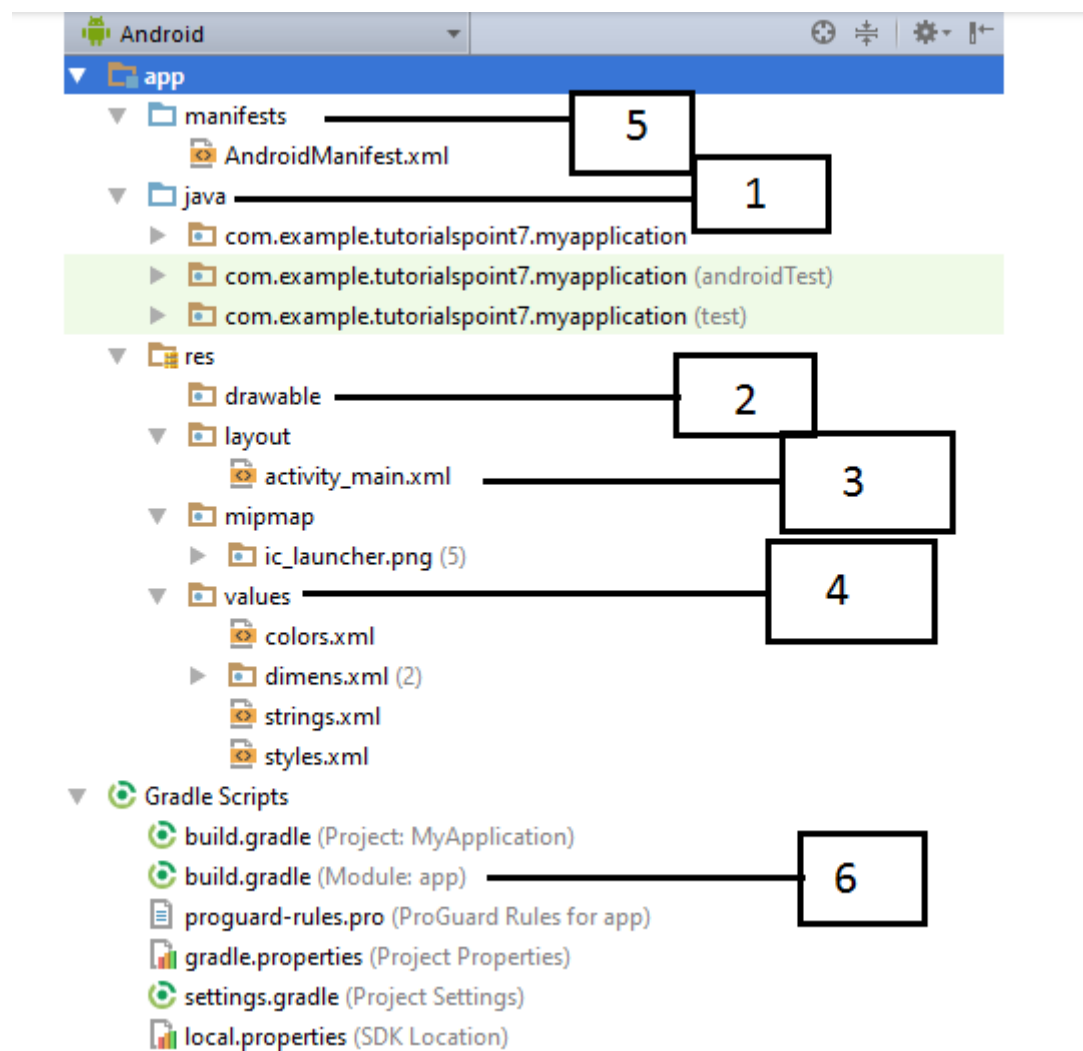 Android
app
manifests
5
AndroidManifest.xml
1
java
com.example.tutorialspoint7.myapplication
com.example.tutorialspoint7.myapplication (androidTest)
com.example.tutorialspoint7.myapplication (test)
res
drawable
2
layout
activity_main.xml
3
mipmap
ic_launcher.png (5)
values
4
colors.xml
dimens.xml (2)
strings.xml
styles.xml
Gradle Scripts
build.gradle (Project: MyApplication)
build.gradle (Module: app)
6
proguard-rules.pro (ProGuard Rules for app)
gradle.properties (Project Properties)
settings.gradle (Project Settings)
local.properties (SDK Location)